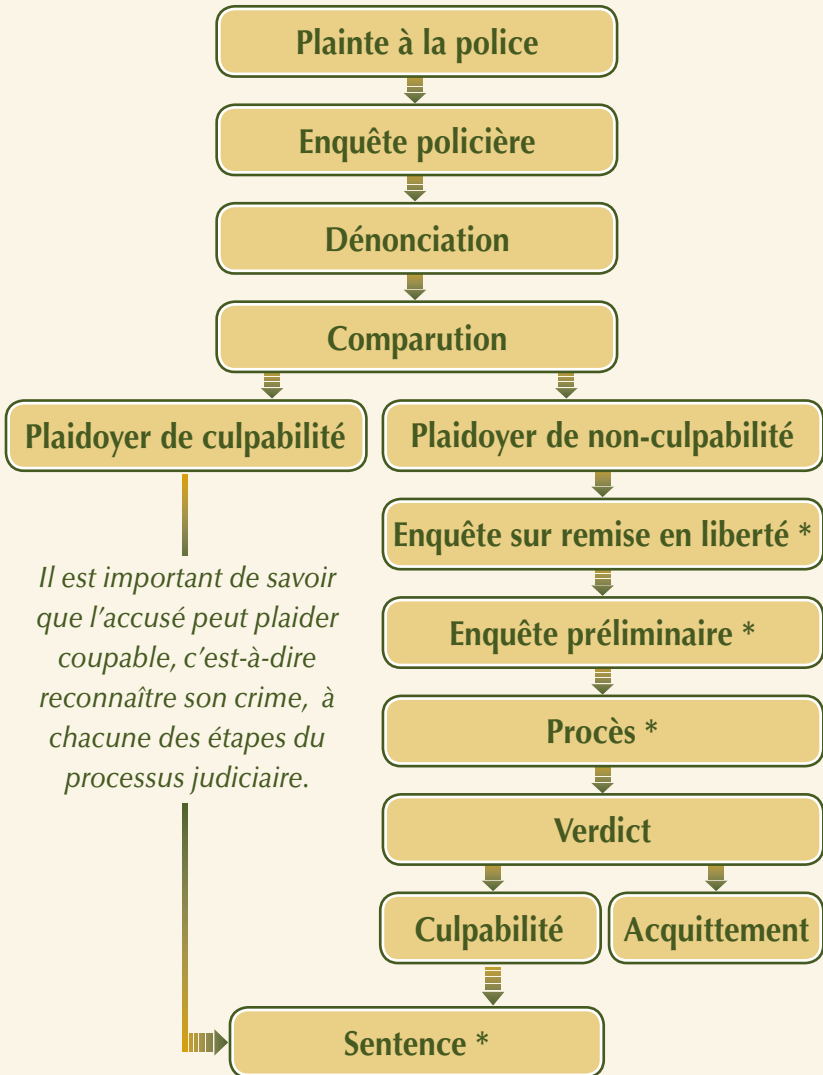 Plainte à la police
Enquête policière
Dénonciation
Comparution
Plaidoyer de culpabilité
Plaidoyer de non-culpabilité
Enquête sur remise en liberté *
Il est important de savoir
que l'accusé peut plaider
coupable, c'est-à-dire
reconnaître son crime, à
chacune des étapes du
processus judiciaire.
Enquête préliminaire *
Procès *
Verdict
Culpabilité
Acquittement
Sentence *